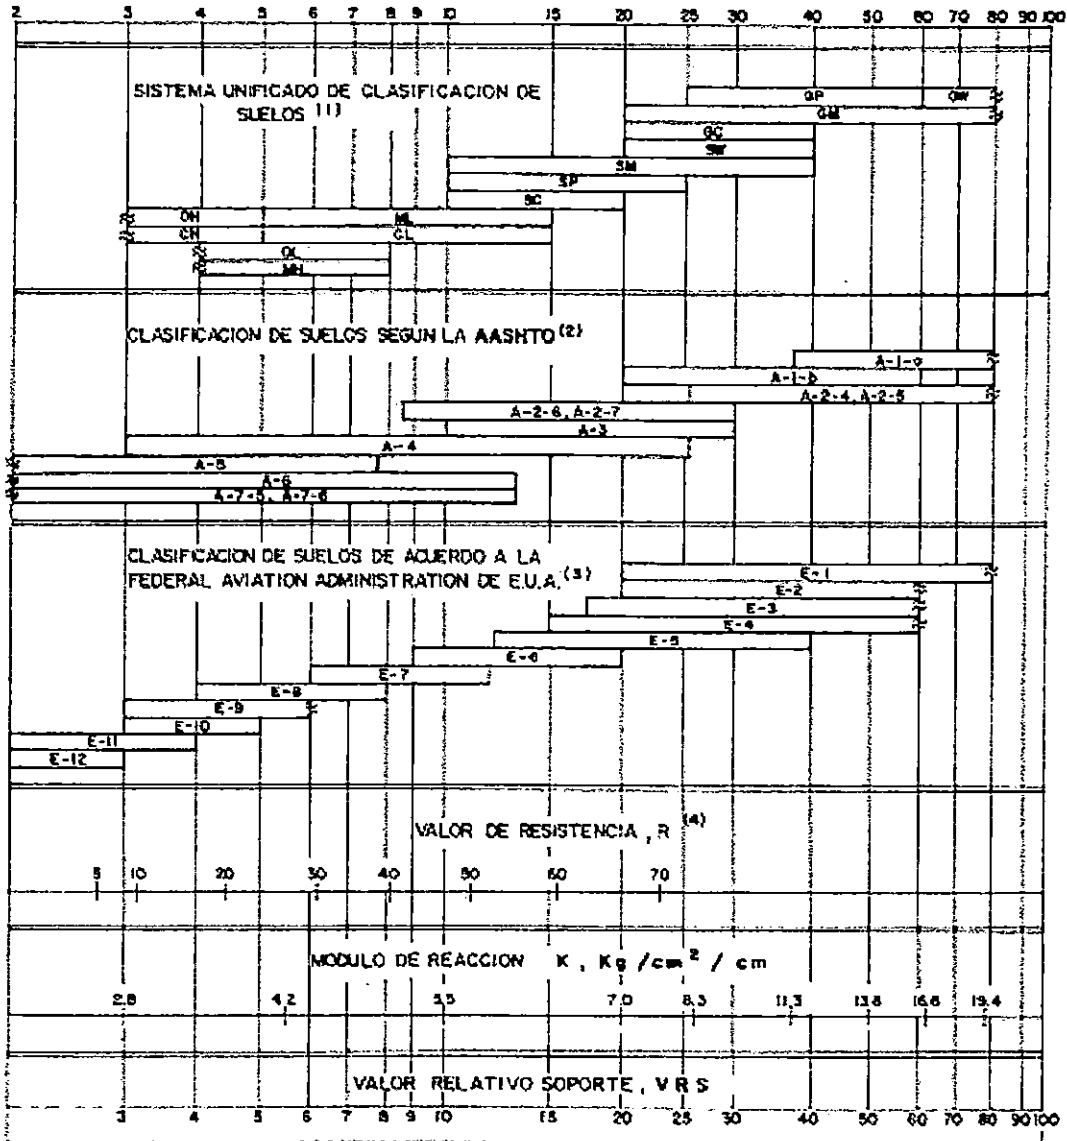 2 3 4 5 6 7 8 9 10 15 20 25 30 40 50 60 70 80 90 100
SISTEMA UNIFICADO DE CLASIFICACION DE
SUELOS (1)
GP GW
GM
GC
SW
SM
SP
SC
OH ML
CH CL
OL
MH
CLASIFICACION DE SUELOS SEGUN LA AASHTO (2)
A-1-a
A-1-b
A-2-4, A-2-5
A-2-6, A-2-7
A-3
A-4
A-5
A-6
A-7-5, A-7-6
CLASIFICACION DE SUELOS DE ACUERDO A LA
FEDERAL AVIATION ADMINISTRATION DE E.U.A. (3)
E-1
E-2
E-3
E-4
E-5
E-6
E-7
E-8
E-9
E-10
E-11
E-12
VALOR DE RESISTENCIA, R (4)
5 10 20 30 40 50 60 70
MODULO DE REACCION K, Kg/cm² / cm
2.8 4.2 5.5 7.0 8.3 11.3 13.8 16.6 19.4
VALOR RELATIVO SOPORTE, VRS
3 4 5 6 7 8 9 10 15 20 25 30 40 50 60 70 80 90 100